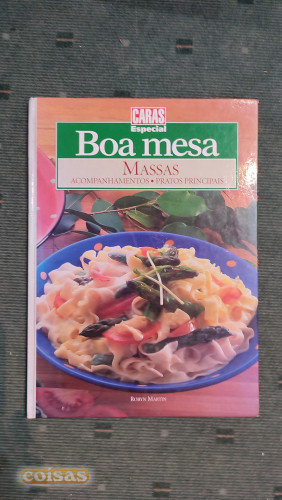 CARAS
Especial
Boa mesa
MASSAS
ACOMPANHAMENTOS • PRATOS PRINCIPAIS
ROBYN MARTIN
coisas